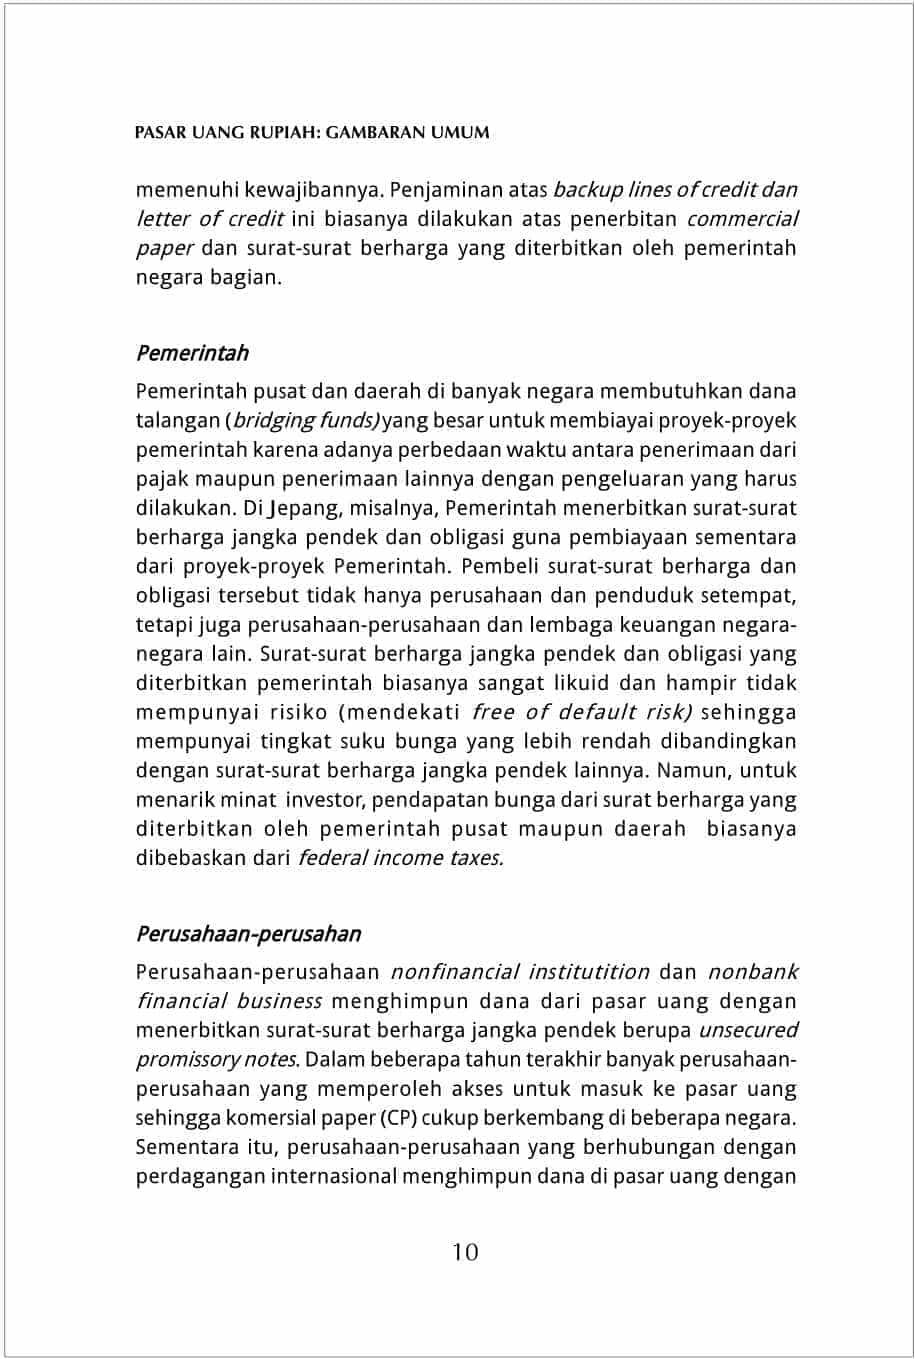 PASAR UANG RUPIAH: GAMBARAN UMUM
memenuhi kewajibannya. Penjaminan atas backup lines of credit dan
letter of credit ini biasanya dilakukan atas penerbitan commercial
paper dan surat-surat berharga yang diterbitkan oleh pemerintah
negara bagian.
Pemerintah
Pemerintah pusat dan daerah di banyak negara membutuhkan dana
talangan (bridging funds) yang besar untuk membiayai proyek-proyek
pemerintah karena adanya perbedaan waktu antara penerimaan dari
pajak maupun penerimaan lainnya dengan pengeluaran yang harus
dilakukan. Di Jepang, misalnya, Pemerintah menerbitkan surat-surat
berharga jangka pendek dan obligasi guna pembiayaan sementara
dari proyek-proyek Pemerintah. Pembeli surat-surat berharga dan
obligasi tersebut tidak hanya perusahaan dan penduduk setempat,
tetapi juga perusahaan-perusahaan dan lembaga keuangan negara-
negara lain. Surat-surat berharga jangka pendek dan obligasi yang
diterbitkan pemerintah biasanya sangat likuid dan hampir tidak
mempunyai risiko (mendekati free of default risk) sehingga
mempunyai tingkat suku bunga yang lebih rendah dibandingkan
dengan surat-surat berharga jangka pendek lainnya. Namun, untuk
menarik minat investor, pendapatan bunga dari surat berharga yang
diterbitkan oleh pemerintah pusat maupun daerah biasanya
dibebaskan dari federal income taxes.
Perusahaan-perusahan
Perusahaan-perusahaan nonfinancial institutition dan nonbank
financial business menghimpun dana dari pasar uang dengan
menerbitkan surat-surat berharga jangka pendek berupa unsecured
promissory notes. Dalam beberapa tahun terakhir banyak perusahaan-
perusahaan yang memperoleh akses untuk masuk ke pasar uang
sehingga komersial paper (CP) cukup berkembang di beberapa negara.
Sementara itu, perusahaan-perusahaan yang berhubungan dengan
perdagangan internasional menghimpun dana di pasar uang dengan
10